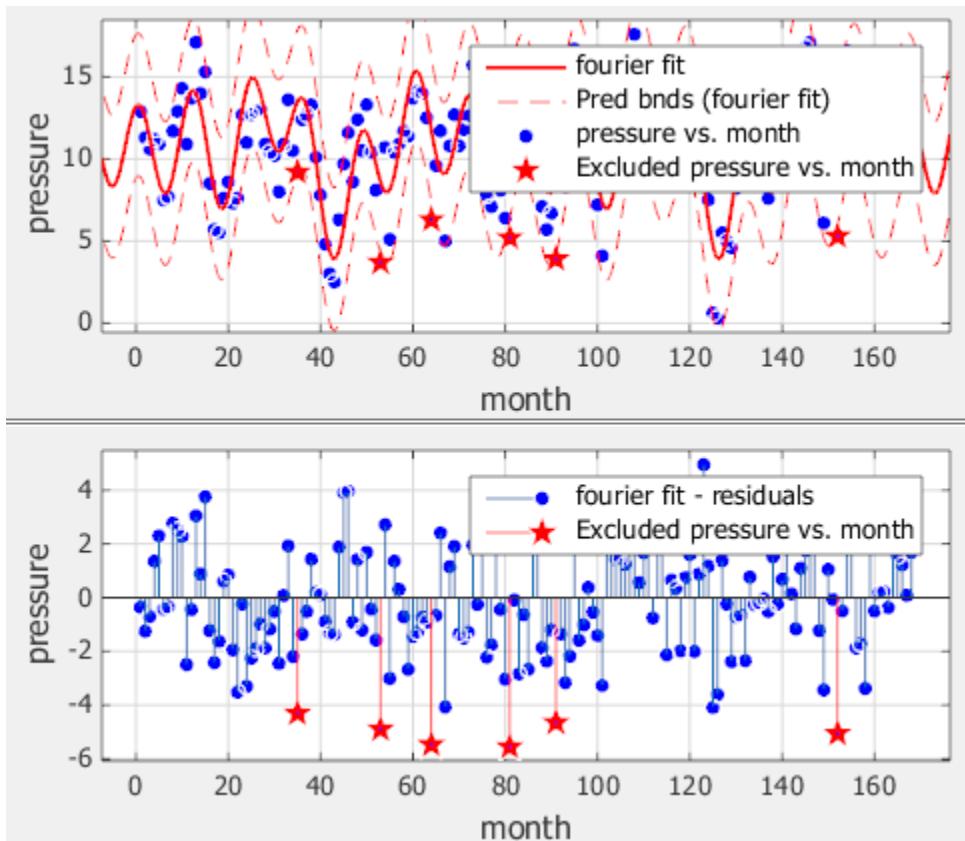 15
10
5
0
pressure
fourier fit
Pred bnds (fourier fit)
pressure vs. month
Excluded pressure vs. month
0 20 40 60 80 100 120 140 160
month
4
2
0
-2
-4
-6
pressure
fourier fit - residuals
Excluded pressure vs. month
0 20 40 60 80 100 120 140 160
month